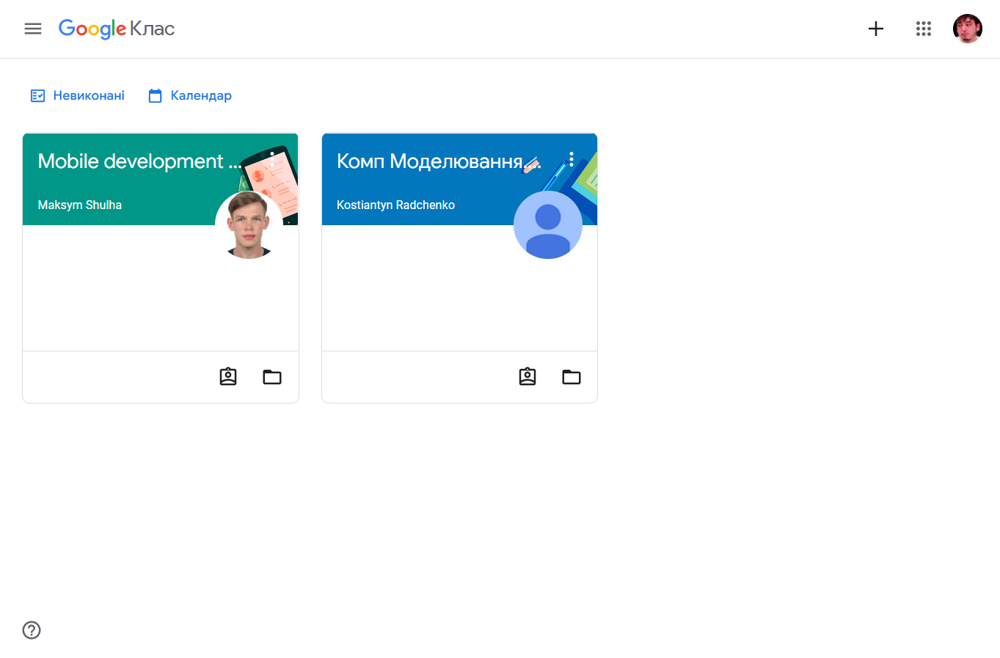 Google Клас
Невиконані
Календар
Mobile development ...
Maksym Shulha
Комп Моделювання...
Kostiantyn Radchenko